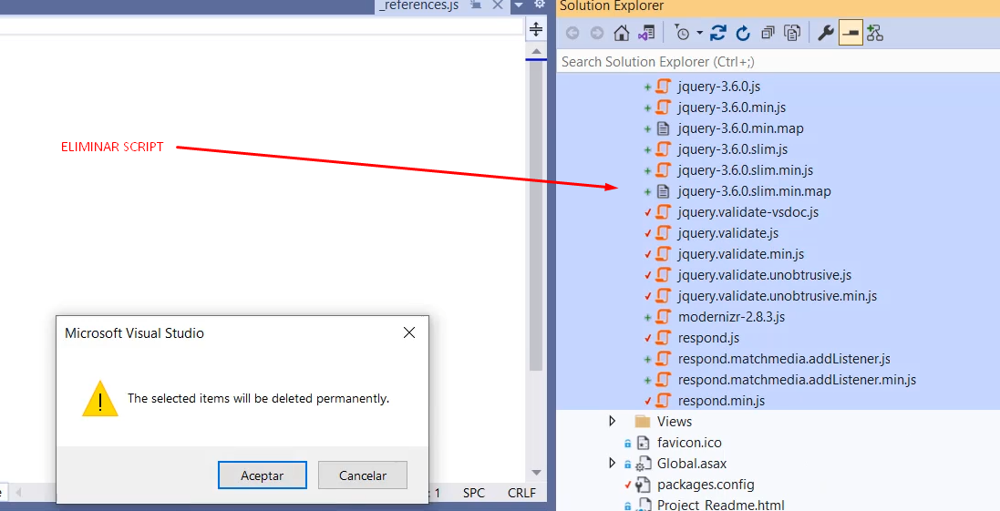 _references.js
Solution Explorer
Search Solution Explorer (Ctrl+;)
jquery-3.6.0.js
jquery-3.6.0.min.js
jquery-3.6.0.min.map
ELIMINAR SCRIPT
jquery-3.6.0.slim.js
jquery-3.6.0.slim.min.js
jquery-3.6.0.slim.min.map
jquery.validate-vsdoc.js
jquery.validate.js
jquery.validate.min.js
jquery.validate.unobtrusive.js
jquery.validate.unobtrusive.min.js
modernizr-2.8.3.js
respond.js
respond.matchmedia.addListener.js
respond.matchmedia.addListener.min.js
respond.min.js
Views
favicon.ico
Global.asax
packages.config
Project_Readme.html
Microsoft Visual Studio
The selected items will be deleted permanently.
Aceptar
Cancelar
: 1 SPC CRLF